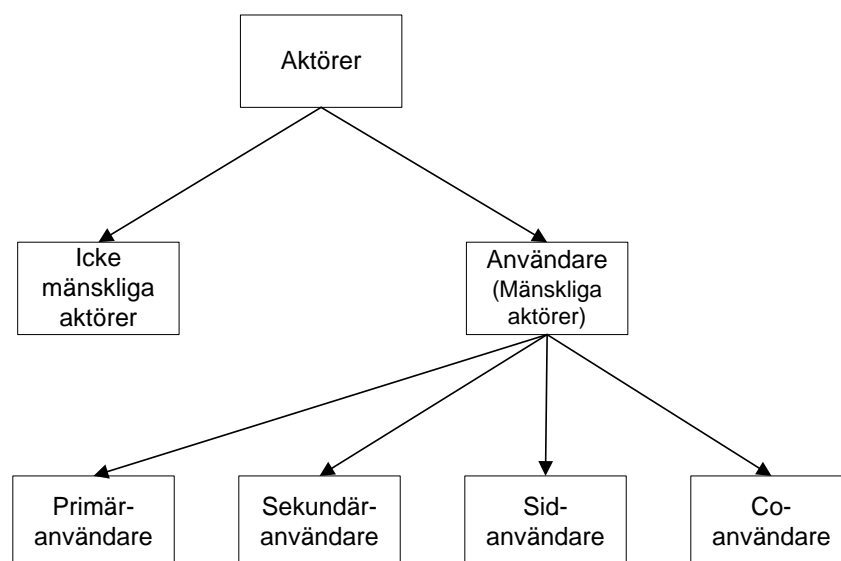 Aktörer
Icke
mänskliga
aktörer
Användare
(Mänskliga
aktörer)
Primär-
användare
Sekundär-
användare
Sid-
användare
Co-
användare